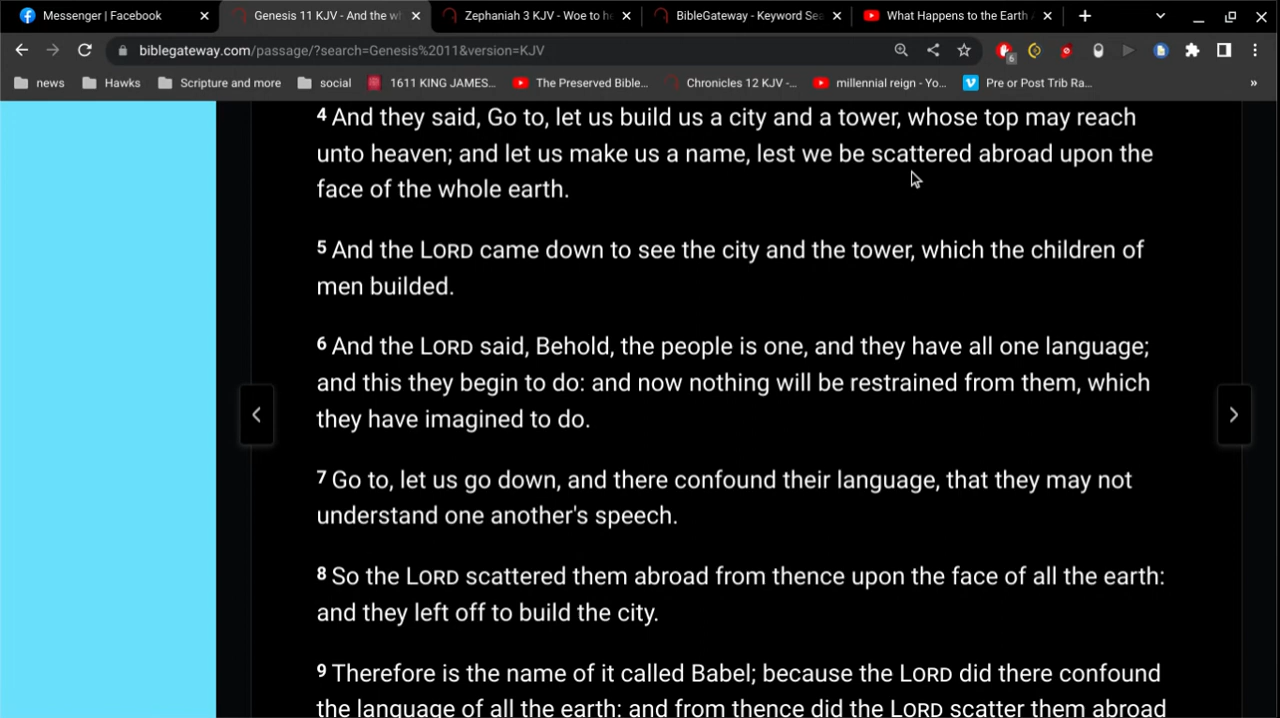 Messenger | Facebook
Genesis 11 KJV - And the wh
Zephaniah 3 KJV - Woe to he
BibleGateway - Keyword Sea
What Happens to the Earth
biblegateway.com/passage/?search=Genesis%2011&version=KJV
6
news
Hawks
Scripture and more
social
1611 KING JAMES...
The Preserved Bible...
Chronicles 12 KJV -...
millennial reign - Yo...
Pre or Post Trib Ra...
»
4 And they said, Go to, let us build us a city and a tower, whose top may reach
unto heaven; and let us make us a name, lest we be scattered abroad upon the
face of the whole earth.
5 And the LORD came down to see the city and the tower, which the children of
men builded.
6 And the LORD said, Behold, the people is one, and they have all one language;
and this they begin to do: and now nothing will be restrained from them, which
they have imagined to do.
7 Go to, let us go down, and there confound their language, that they may not
understand one another's speech.
8 So the LORD scattered them abroad from thence upon the face of all the earth:
and they left off to build the city.
9 Therefore is the name of it called Babel; because the LORD did there confound
the language of all the earth: and from thence did the LORD scatter them abroad